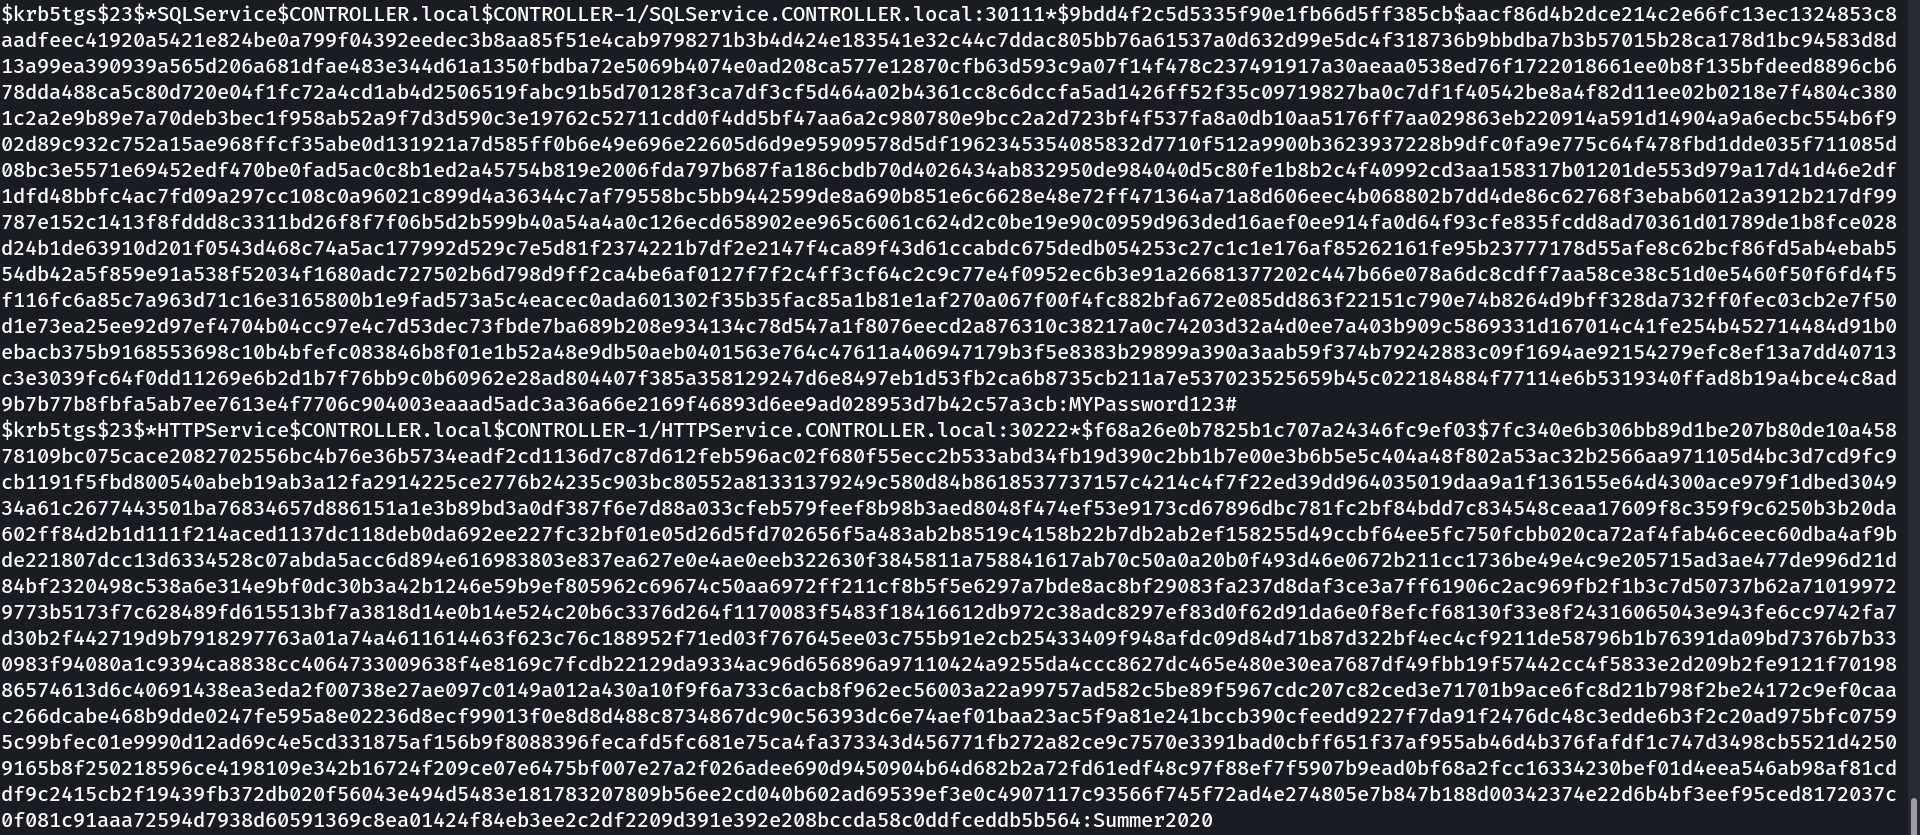 $krb5tgs$23$*SQLService$CONTROLLER.local$CONTROLLER-1/SQLService.CONTROLLER.local:30111*$9bdd4f2c5d5335f90e1fb66d5ff385cb$aacf86d4b2dce214c2e66fc13ec1324853c8
aadfeec41920a5421e824be0a799f04392eedec3b8aa85f51e4cab9798271b3b4d424e183541e32c44c7ddac805bb76a61537a0d632d99e5dc4f318736b9bbdba7b3b57015b28ca178d1bc94583d8d
13a99ea390939a565d206a681dfae483e344d61a1350fbdba72e5069b4074e0ad208ca577e12870cfb63d593c9a07f14f478c237491917a30aeaa0538ed76f1722018661ee0b8f135bfdeed8896cb6
78dda488ca5c80d720e04f1fc72a4cd1ab4d2506519fabc91b5d70128f3ca7df3cf5d464a02b4361cc8c6dccfa5ad1426ff52f35c09719827ba0c7df1f40542be8a4f82d11ee02b0218e7f4804c380
1c2a2e9b89e7a70deb3bec1f958ab52a9f7d3d590c3e19762c52711cdd0f4dd5bf47aa6a2c980780e9bcc2a2d723bf4f537fa8a0db10aa5176ff7aa029863eb220914a591d14904a9a6ecbc554b6f9
02d89c932c752a15ae968ffcf35abe0d131921a7d585ff0b6e49e696e22605d6d9e95909578d5df1962345354085832d7710f512a9900b3623937228b9dfc0fa9e775c64f478fbd1dde035f711085d
08bc3e5571e69452edf470be0fad5ac0c8b1ed2a45754b819e2006fda797b687fa186cbdb70d4026434ab832950de984040d5c80fe1b8b2c4f40992cd3aa158317b01201de553d979a17d41d46e2df
1dfd48bbfc4ac7fd09a297cc108c0a96021c899d4a36344c7af79558bc5bb9442599de8a690b851e6c6628e48e72ff471364a71a8d606eec4b068802b7dd4de86c62768f3ebab6012a3912b217df99
787e152c1413f8fddd8c3311bd26f8f7f06b5d2b599b40a54a4a0c126ecd658902ee965c6061c624d2c0be19e90c0959d963ded16aef0ee914fa0d64f93cfe835fcdd8ad70361d01789de1b8fce028
d24b1de63910d201f0543d468c74a5ac177992d529c7e5d81f2374221b7df2e2147f4ca89f43d61ccabdc675dedb054253c27c1c1e176af85262161fe95b23777178d55afe8c62bcf86fd5ab4ebab5
54db42a5f859e91a538f52034f1680adc727502b6d798d9ff2ca4be6af0127f7f2c4ff3cf64c2c9c77e4f0952ec6b3e91a26681377202c447b66e078a6dc8cdff7aa58ce38c51d0e5460f50f6fd4f5
f116fc6a85c7a963d71c16e3165800b1e9fad573a5c4eacec0ada601302f35b35fac85a1b81e1af270a067f00f4fc882bfa672e085dd863f22151c790e74b8264d9bff328da732ff0fec03cb2e7f50
d1e73ea25ee92d97ef4704b04cc97e4c7d53dec73fbde7ba689b208e934134c78d547a1f8076eecd2a876310c38217a0c74203d32a4d0ee7a403b909c5869331d167014c41fe254b452714484d91b0
ebacb375b9168553698c10b4bfefc083846b8f01e1b52a48e9db50aeb0401563e764c47611a406947179b3f5e8383b29899a390a3aab59f374b79242883c09f1694ae92154279efc8ef13a7dd40713
c3e3039fc64f0dd11269e6b2d1b7f76bb9c0b60962e28ad804407f385a358129247d6e8497eb1d53fb2ca6b8735cb211a7e537023525659b45c022184884f77114e6b5319340ffad8b19a4bce4c8ad
9b7b77b8fbfa5ab7ee7613e4f7706c904003eaaad5adc3a36a66e2169f46893d6ee9ad028953d7b42c57a3cb:MYPassword123#
$krb5tgs$23$*HTTPService$CONTROLLER.local$CONTROLLER-1/HTTPService.CONTROLLER.local:30222*$f68a26e0b7825b1c707a24346fc9ef03$7fc340e6b306bb89d1be207b80de10a458
78109bc075cace2082702556bc4b76e36b5734eadf2cd1136d7c87d612feb596ac02f680f55ecc2b533abd34fb19d390c2bb1b7e00e3b6b5e5c404a48f802a53ac32b2566aa971105d4bc3d7cd9fc9
cb1191f5fbd800540abeb19ab3a12fa2914225ce2776b24235c903bc80552a81331379249c580d84b8618537737157c4214c4f7f22ed39dd964035019daa9a1f136155e64d4300ace979f1dbed3049
34a61c2677443501ba76834657d886151a1e3b89bd3a0df387f6e7d88a033cfeb579feef8b98b3aed8048f474ef53e9173cd67896dbc781fc2bf84bdd7c834548ceaa17609f8c359f9c6250b3b20da
602ff84d2b1d111f214aced1137dc118deb0da692ee227fc32bf01e05d26d5fd702656f5a483ab2b8519c4158b22b7db2ab2ef158255d49ccbf64ee5fc750fcbb020ca72af4fab46ceec60dba4af9b
de221807dcc13d6334528c07abda5acc6d894e616983803e837ea627e0e4ae0eeb322630f3845811a758841617ab70c50a0a20b0f493d46e0672b211cc1736be49e4c9e205715ad3ae477de996d21d
84bf2320498c538a6e314e9bf0dc30b3a42b1246e59b9ef805962c69674c50aa6972ff211cf8b5f5e6297a7bde8ac8bf29083fa237d8daf3ce3a7ff61906c2ac969fb2f1b3c7d50737b62a71019972
9773b5173f7c628489fd615513bf7a3818d14e0b14e524c20b6c3376d264f1170083f5483f18416612db972c38adc8297ef83d0f62d91da6e0f8efcf68130f33e8f24316065043e943fe6cc9742fa7
d30b2f442719d9b7918297763a01a74a4611614463f623c76c188952f71ed03f767645ee03c755b91e2cb25433409f948afdc09d84d71b87d322bf4ec4cf9211de58796b1b76391da09bd7376b7b33
0983f94080a1c9394ca8838cc4064733009638f4e8169c7fcdb22129da9334ac96d656896a97110424a9255da4ccc8627dc465e480e30ea7687df49fbb19f57442cc4f5833e2d209b2fe9121f70198
86574613d6c40691438ea3eda2f00738e27ae097c0149a012a430a10f9f6a733c6acb8f962ec56003a22a99757ad582c5be89f5967cdc207c82ced3e71701b9ace6fc8d21b798f2be24172c9ef0caa
c266dcabe468b9dde0247fe595a8e02236d8ecf99013f0e8d8d488c8734867dc90c56393dc6e74aef01baa23ac5f9a81e241bccb390cfeedd9227f7da91f2476dc48c3edde6b3f2c20ad975bfc0759
5c99bfec01e9990d12ad69c4e5cd331875af156b9f8088396fecafd5fc681e75ca4fa373343d456771fb272a82ce9c7570e3391bad0cbff651f37af955ab46d4b376fafdf1c747d3498cb5521d4250
9165b8f250218596ce4198109e342b16724f209ce07e6475bf007e27a2f026adee690d9450904b64d682b2a72fd61edf48c97f88ef7f5907b9ead0bf68a2fcc16334230bef01d4eea546ab98af81cd
df9c2415cb2f19439fb372db020f56043e494d5483e181783207809b56ee2cd040b602ad69539ef3e0c4907117c93566f745f72ad4e274805e7b847b188d00342374e22d6b4bf3eef95ced8172037c
0f081c91aaa72594d7938d60591369c8ea01424f84eb3ee2c2df2209d391e392e208bccda58c0ddfceddb5b564:Summer2020